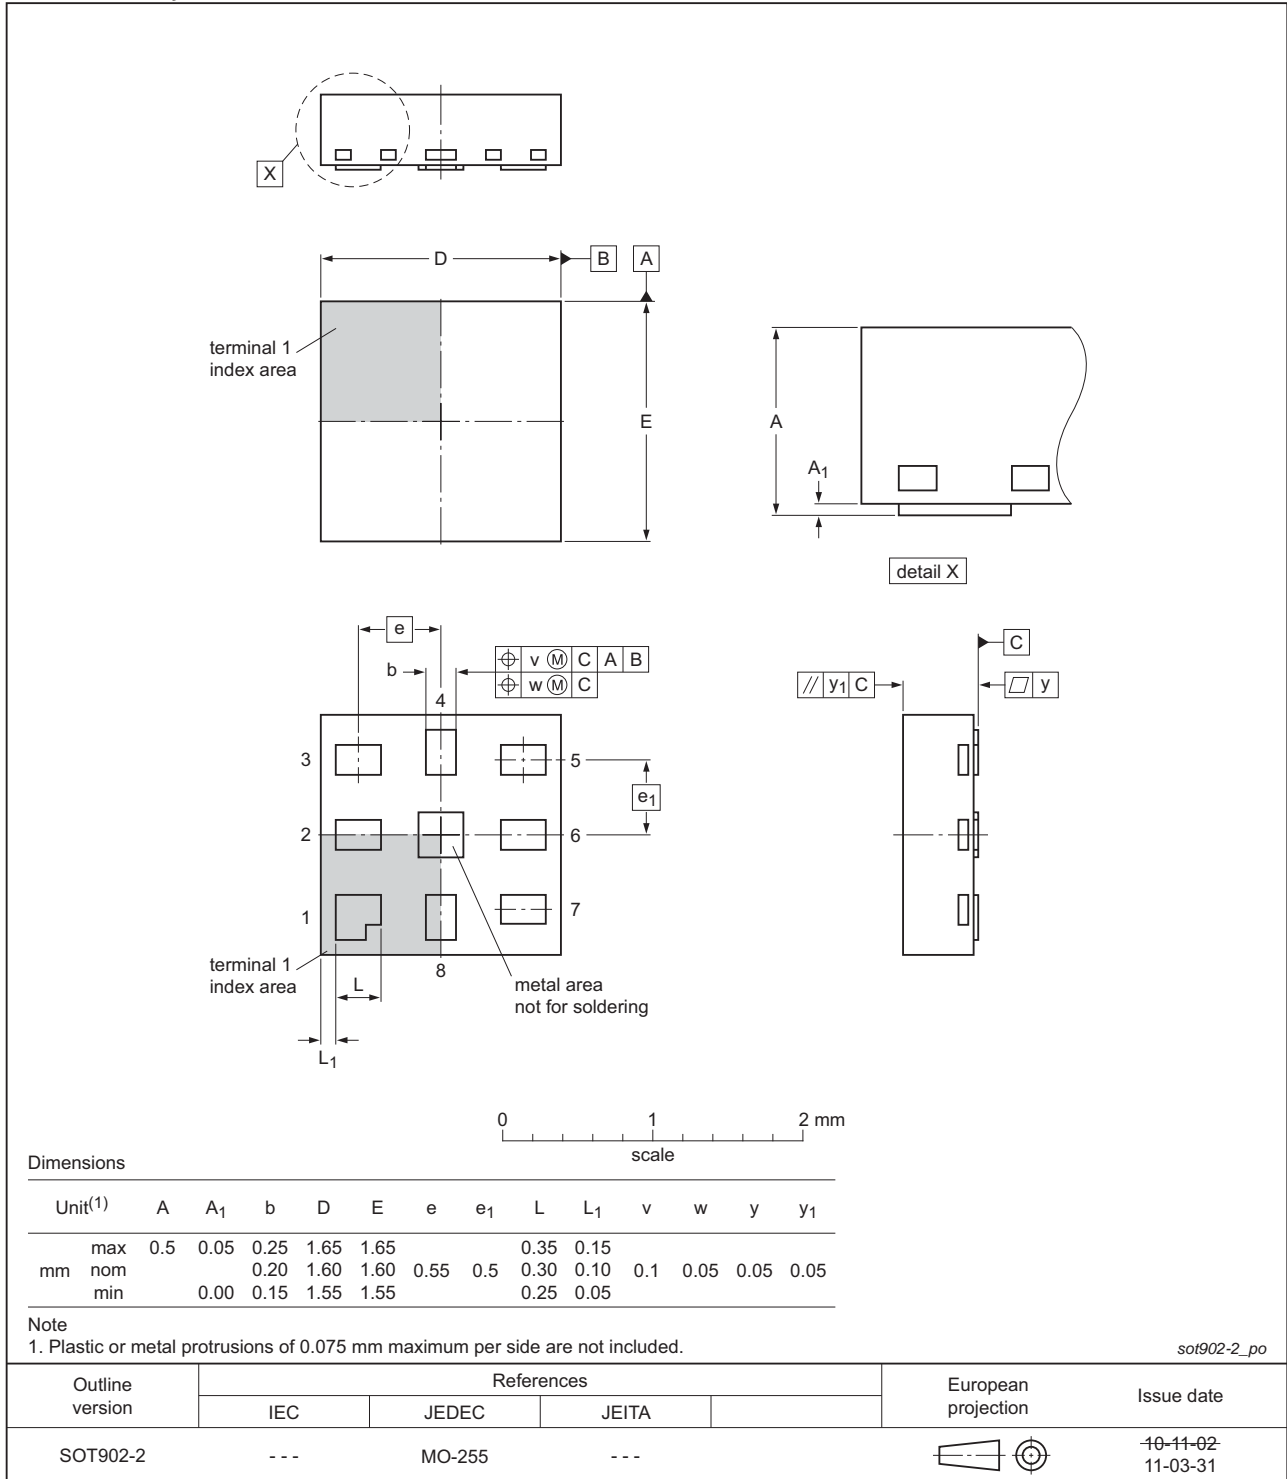 X
D B A
terminal 1
index area
E
A
A1
detail X
e
b
v M C A B
w M C
4
3
5
e1
2
6
1
7
terminal 1
index area
8
L
L1
metal area
not for soldering
C
// y1 C
y
0 1 2 mm
scale
Dimensions
Unit(1) A A1 b D E e e1 L L1 v w y y1
max 0.5 0.05 0.25 1.65 1.65 0.35 0.15
mm nom 0.20 1.60 1.60 0.55 0.5 0.30 0.10 0.1 0.05 0.05 0.05
min 0.00 0.15 1.55 1.55 0.25 0.05
Note
1. Plastic or metal protrusions of 0.075 mm maximum per side are not included.
sot902-2_po
Outline
version
References
IEC JEDEC JEITA
European
projection
Issue date
SOT902-2 - - - MO-255 - - -
10-11-02
11-03-31